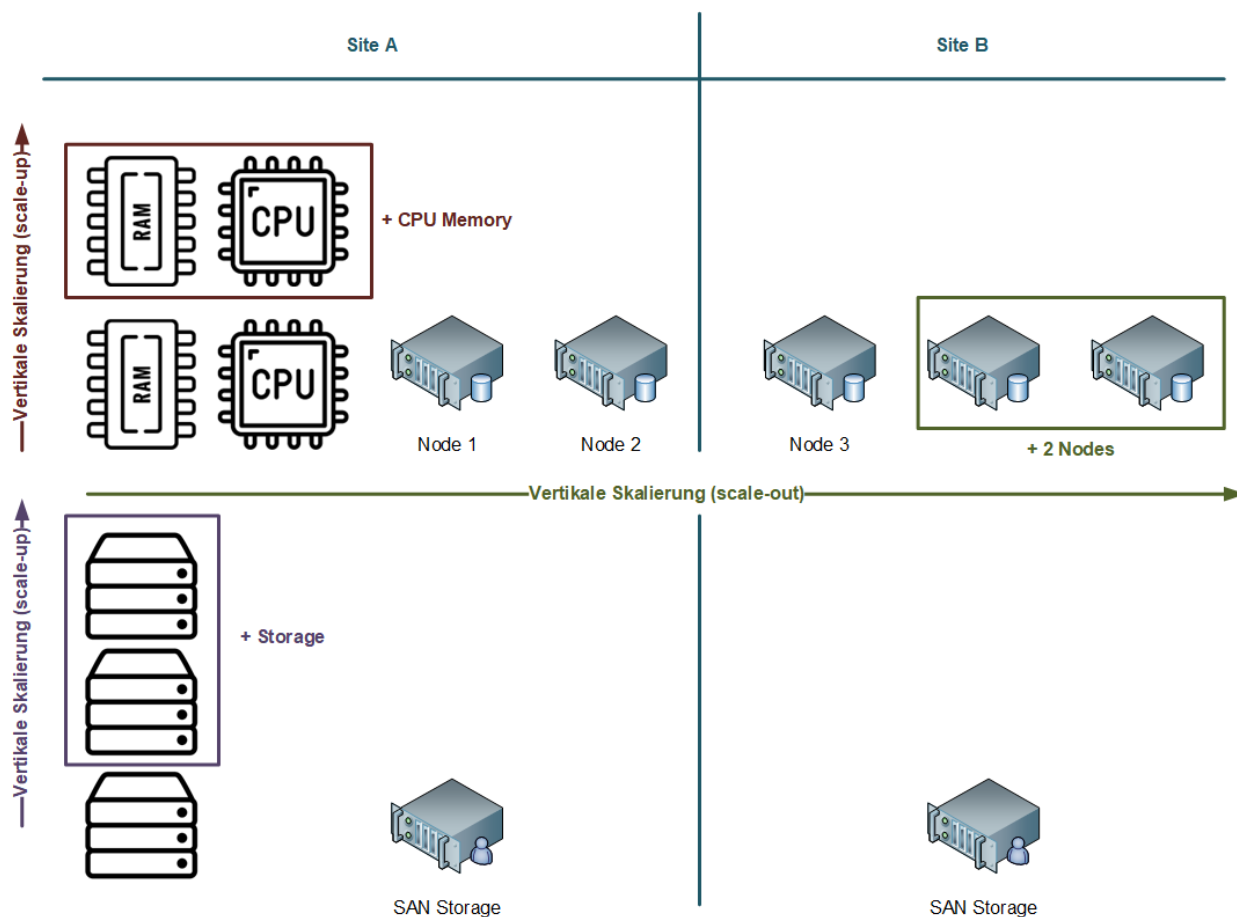 Site A
Site B
Vertikale Skalierung (scale-up)
RAM
CPU
+ CPU Memory
RAM
CPU
Node 1
Node 2
Node 3
+ 2 Nodes
Vertikale Skalierung (scale-out)
Vertikale Skalierung (scale-up)
+ Storage
SAN Storage
SAN Storage